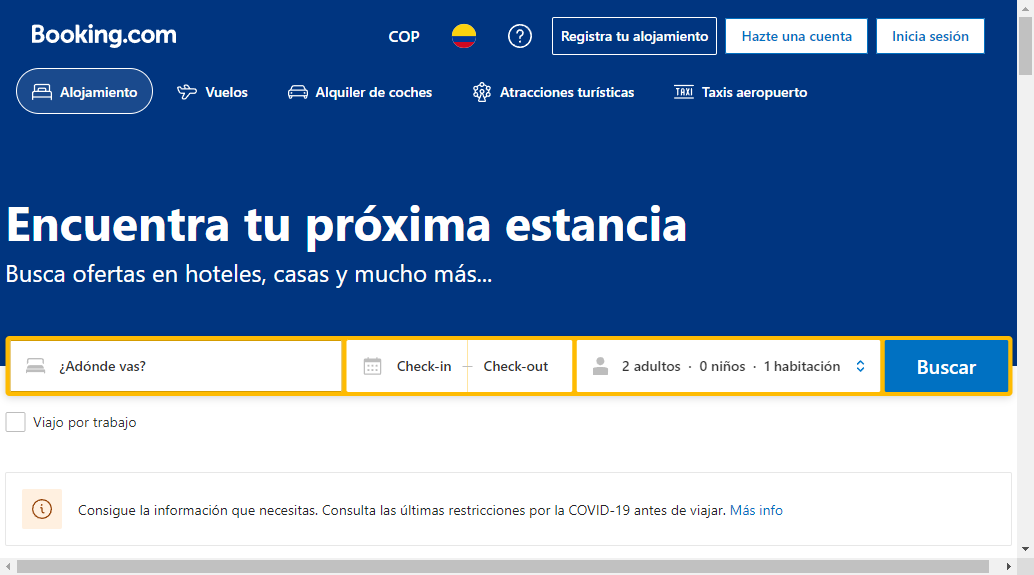 Booking.com
COP
?
Registra tu alojamiento
Hazte una cuenta
Inicia sesión
Alojamiento
Vuelos
Alquiler de coches
Atracciones turísticas
TAXI Taxis aeropuerto
Encuentra tu próxima estancia
Busca ofertas en hoteles, casas y mucho más...
¿Adónde vas?
Check-in — Check-out
2 adultos · 0 niños · 1 habitación
Buscar
Viajo por trabajo
Consigue la información que necesitas. Consulta las últimas restricciones por la COVID-19 antes de viajar. Más info